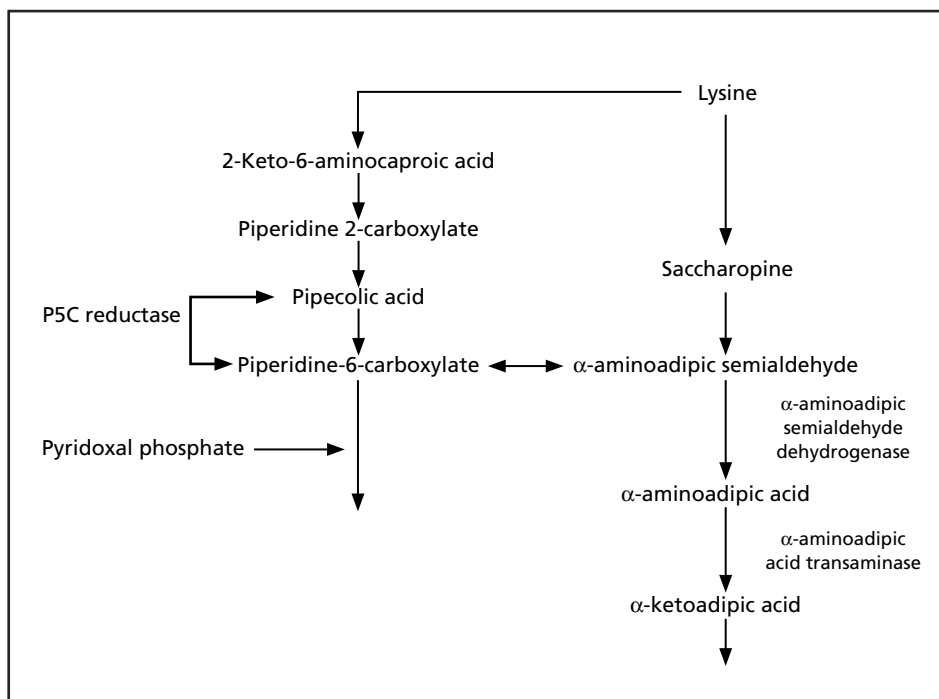 Lysine
2-Keto-6-aminocaproic acid
Piperidine 2-carboxylate
Saccharopine
Pipecolic acid
P5C reductase
Piperidine-6-carboxylate
α-aminoadipic semialdehyde
α-aminoadipic
semialdehyde
dehydrogenase
Pyridoxal phosphate
α-aminoadipic acid
α-aminoadipic
acid transaminase
α-ketoadipic acid